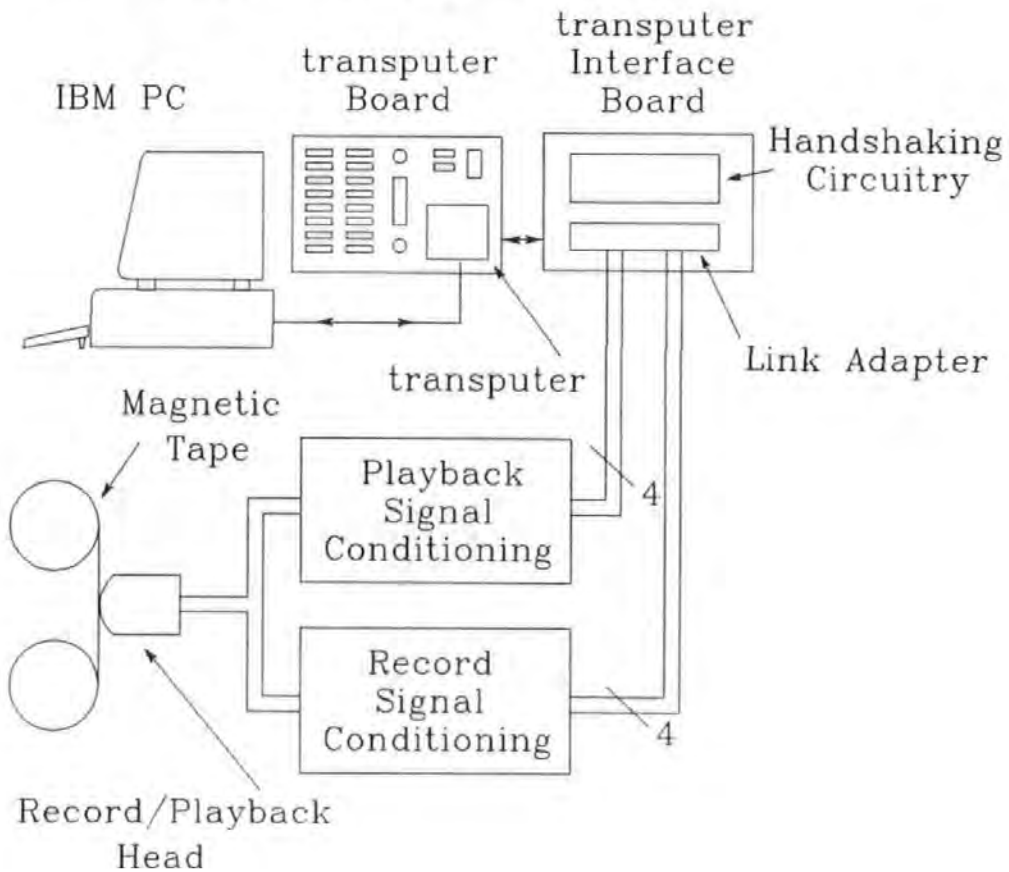 IBM PC
transputer
Board
transputer
Interface
Board
Handshaking
Circuitry
transputer
Link Adapter
Magnetic
Tape
Playback
Signal
Conditioning
4
Record
Signal
Conditioning
4
Record/Playback
Head